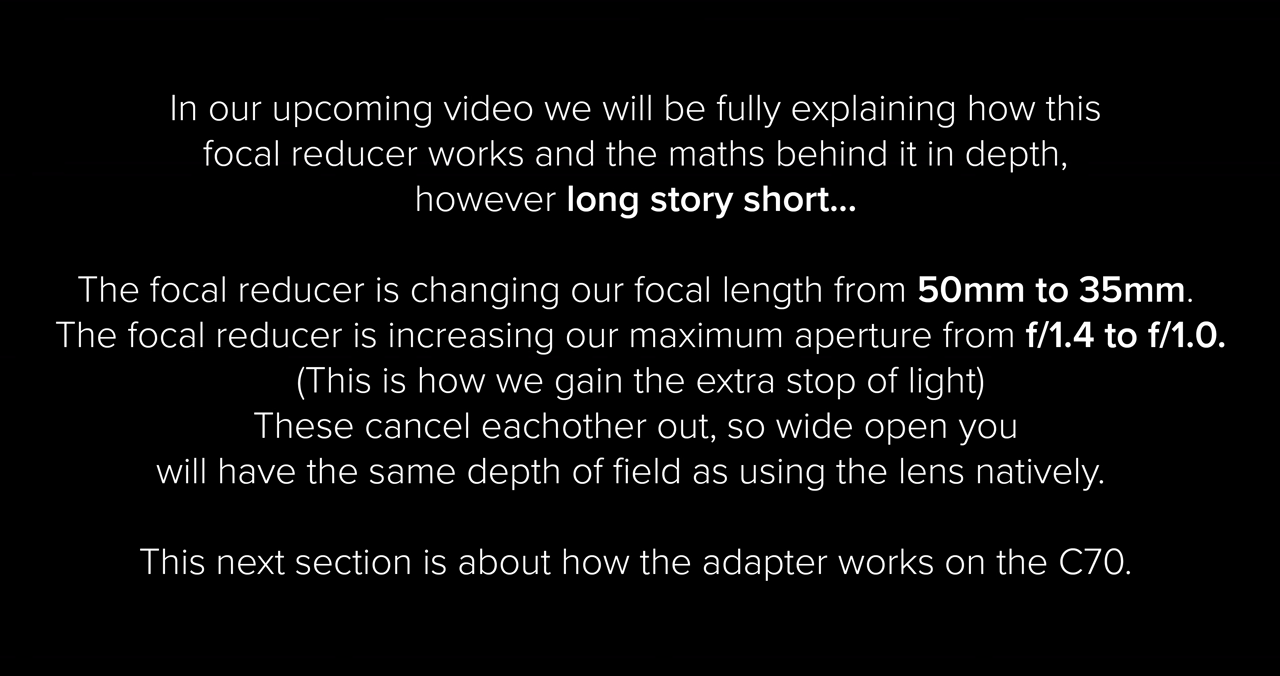 In our upcoming video we will be fully explaining how this
focal reducer works and the maths behind it in depth,
however long story short...
The focal reducer is changing our focal length from 50mm to 35mm.
The focal reducer is increasing our maximum aperture from f/1.4 to f/1.0.
(This is how we gain the extra stop of light)
These cancel eachother out, so wide open you
will have the same depth of field as using the lens natively.
This next section is about how the adapter works on the C70.